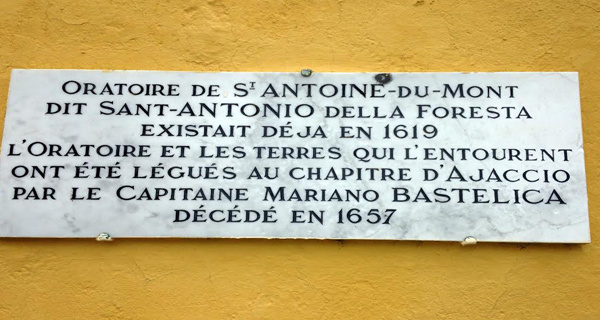 ORATOIRE DE ST ANTOINE-DU-MONT
DIT SANT-ANTONIO DELLA FORESTA
EXISTAIT DÉJA EN 1619
L'ORATOIRE ET LES TERRES QUI L'ENTOURENT
ONT ÉTÉ LÉGUÉS AU CHAPITRE D'AJACCIO
PAR LE CAPITAINE MARIANO BASTELICA
DÉCÉDÉ EN 1657